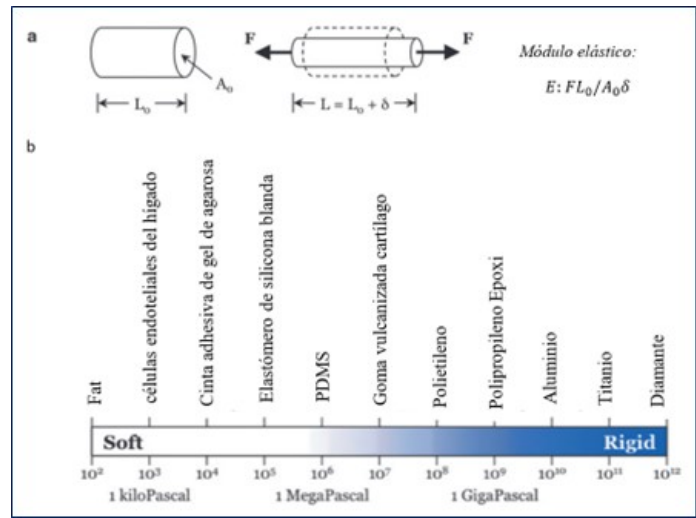 a
A₀
L₀
F
F
L = L₀ + δ
Módulo elástico:
E: FL₀/A₀δ
b
Fat
células endoteliales del hígado
Cinta adhesiva de gel de agarosa
Elastómero de silicona blanda
PDMS
Goma vulcanizada cartílago
Polietileno
Polipropileno Epoxi
Aluminio
Titanio
Diamante
Soft
Rigid
10² 10³ 10⁴ 10⁵ 10⁶ 10⁷ 10⁸ 10⁹ 10¹⁰ 10¹¹ 10¹²
1 kiloPascal 1 MegaPascal 1 GigaPascal